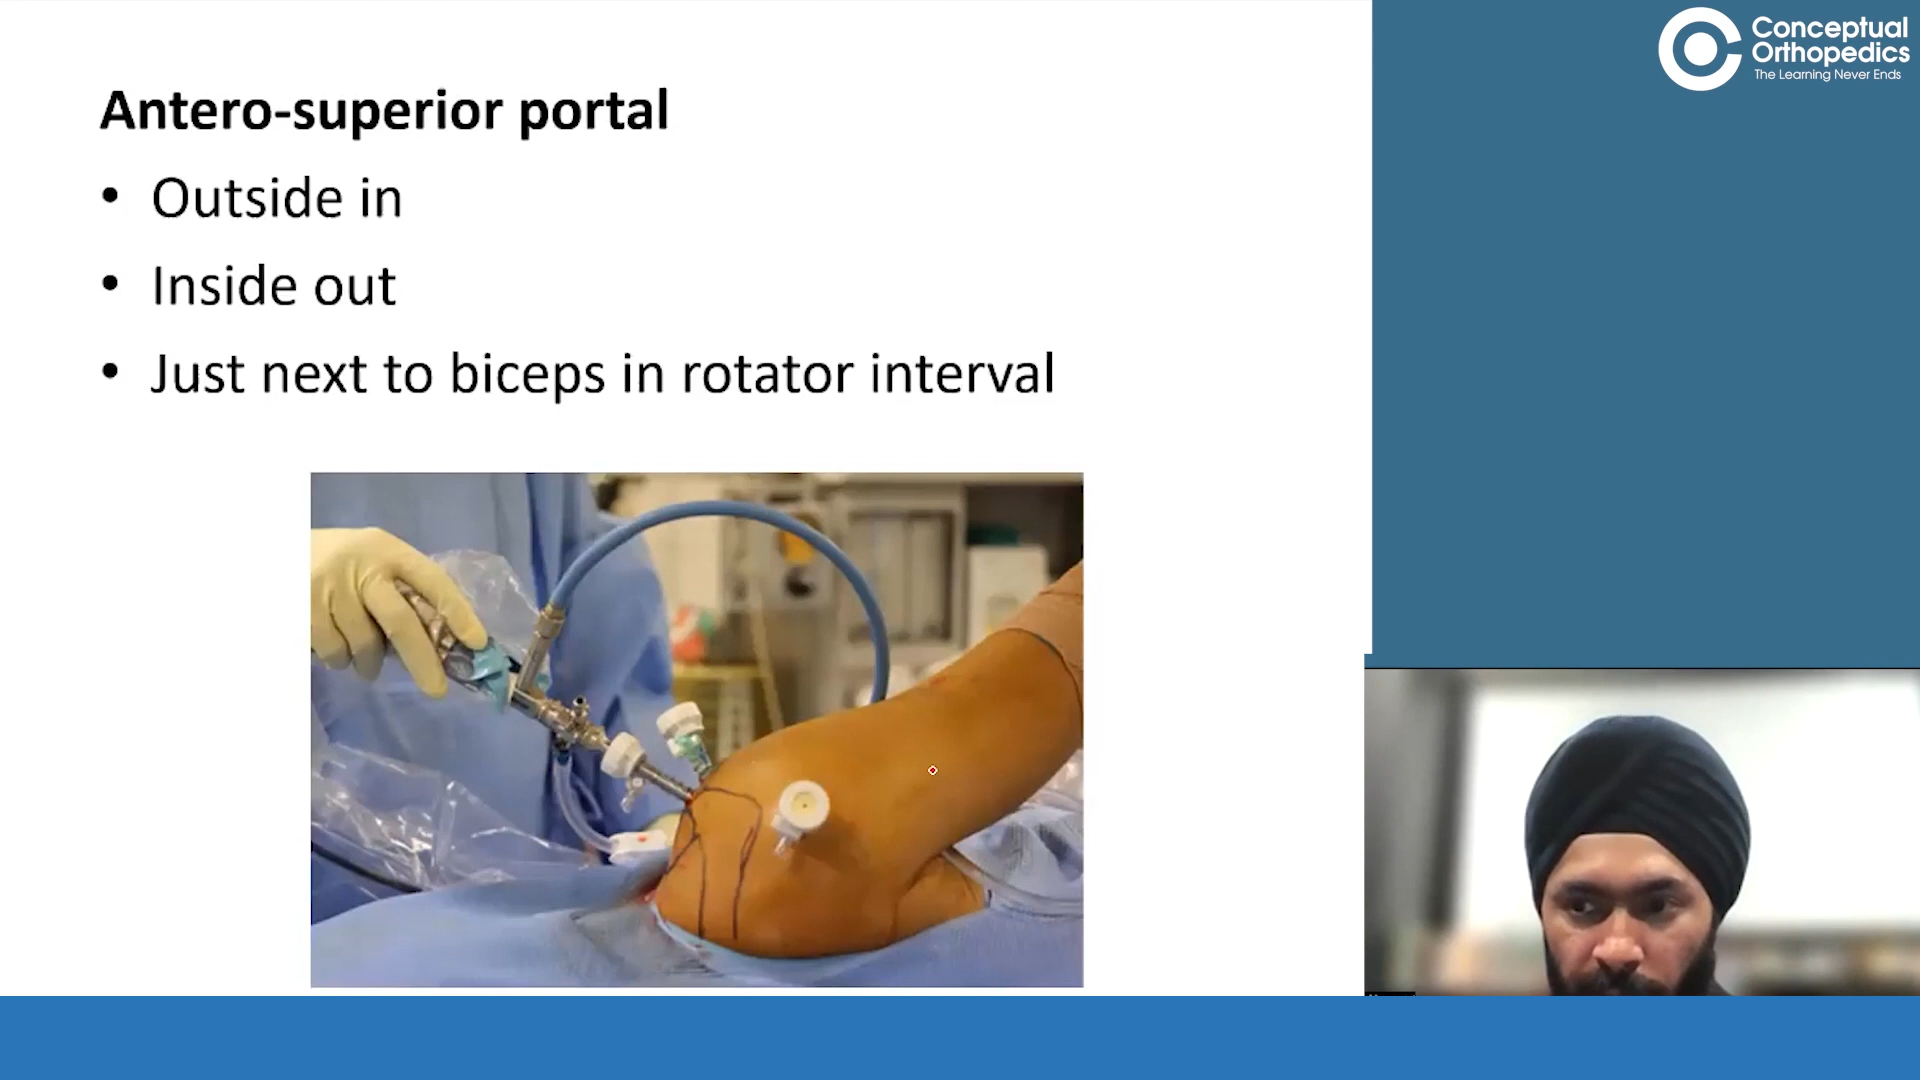 Antero-superior portal
• Outside in
• Inside out
• Just next to biceps in rotator interval
Conceptual
Orthopedics
The Learning Never Ends